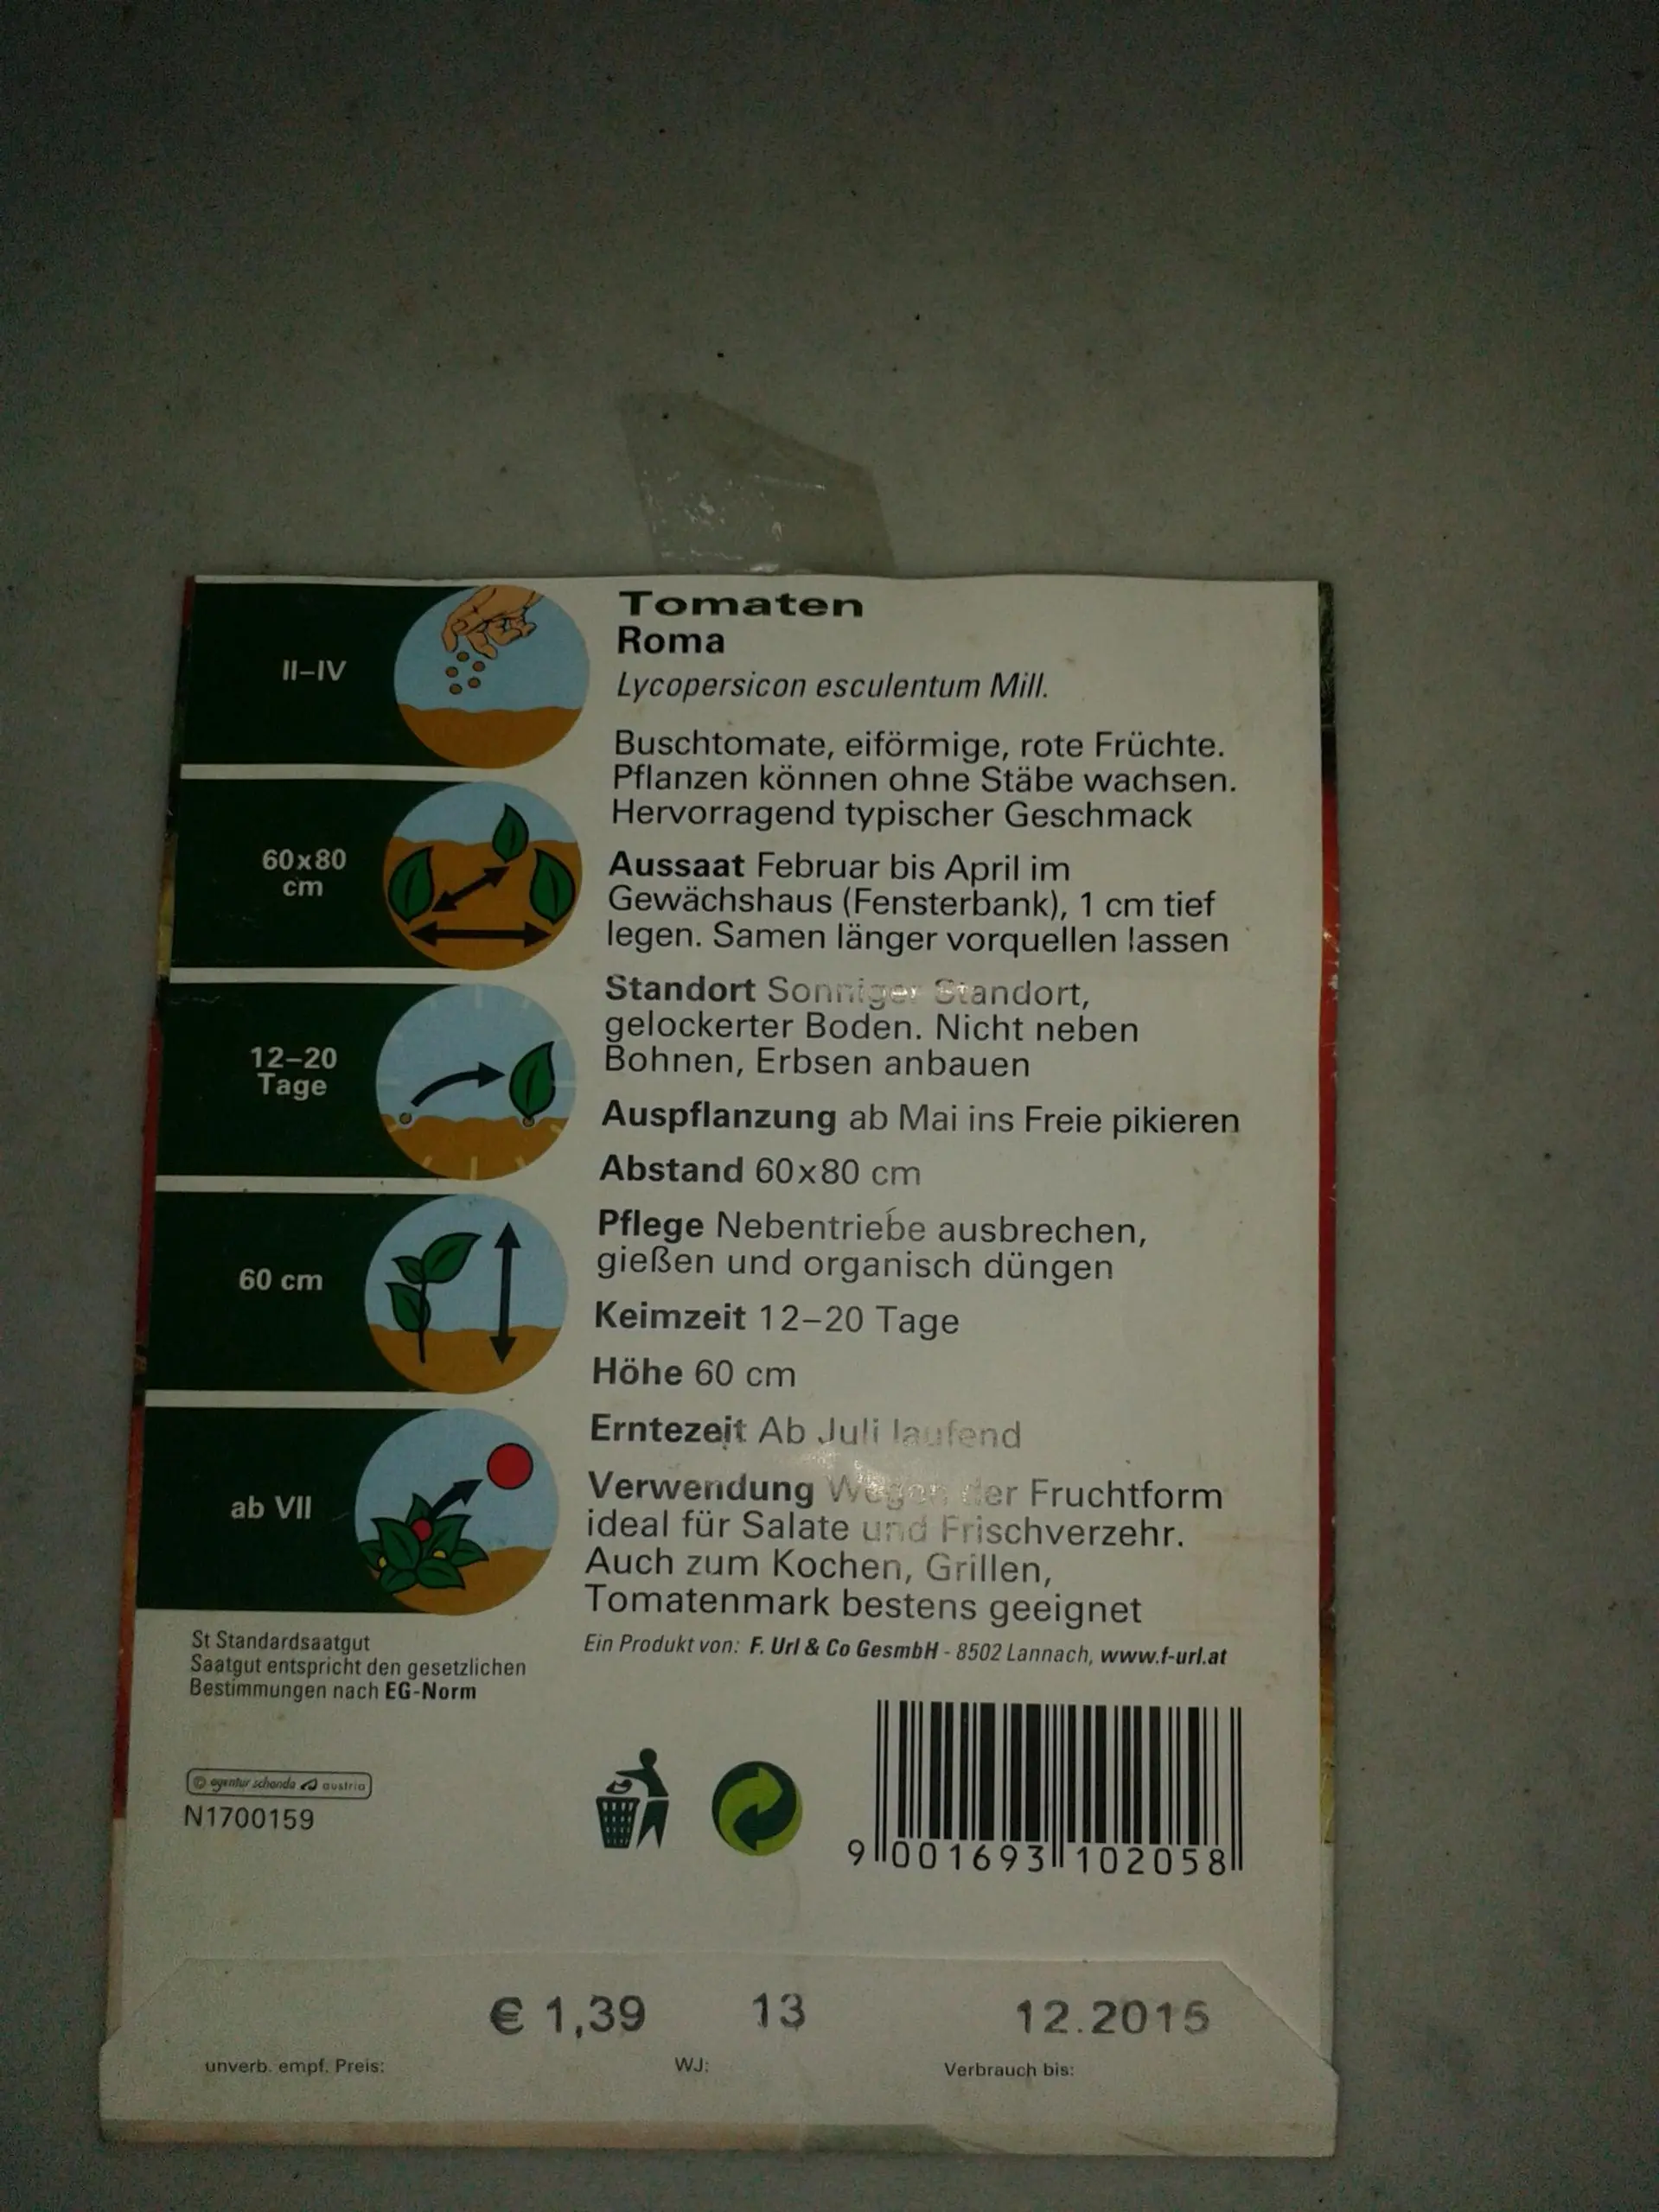 II–IV
60x80
cm
12–20
Tage
60 cm
ab VII
Tomaten
Roma
Lycopersicon esculentum Mill.
Buschtomate, eiförmige, rote Früchte.
Pflanzen können ohne Stäbe wachsen.
Hervorragend typischer Geschmack
Aussaat Februar bis April im
Gewächshaus (Fensterbank), 1 cm tief
legen. Samen länger vorquellen lassen
Standort Sonniger Standort,
gelockerter Boden. Nicht neben
Bohnen, Erbsen anbauen
Auspflanzung ab Mai ins Freie pikieren
Abstand 60x80 cm
Pflege Nebentriebe ausbrechen,
gießen und organisch düngen
Keimzeit 12–20 Tage
Höhe 60 cm
Erntezeit Ab Juli laufend
Verwendung Wegen der Fruchtform
ideal für Salate und Frischverzehr.
Auch zum Kochen, Grillen,
Tomatenmark bestens geeignet
Ein Produkt von: F. Url & Co GesmbH - 8502 Lannach, www.f-url.at
St Standardsaatgut
Saatgut entspricht den gesetzlichen
Bestimmungen nach EG-Norm
© agentur schanda austria
N1700159
9 001693 102058
€ 1,39 13 12.2015
unverb. empf. Preis: WJ: Verbrauch bis: